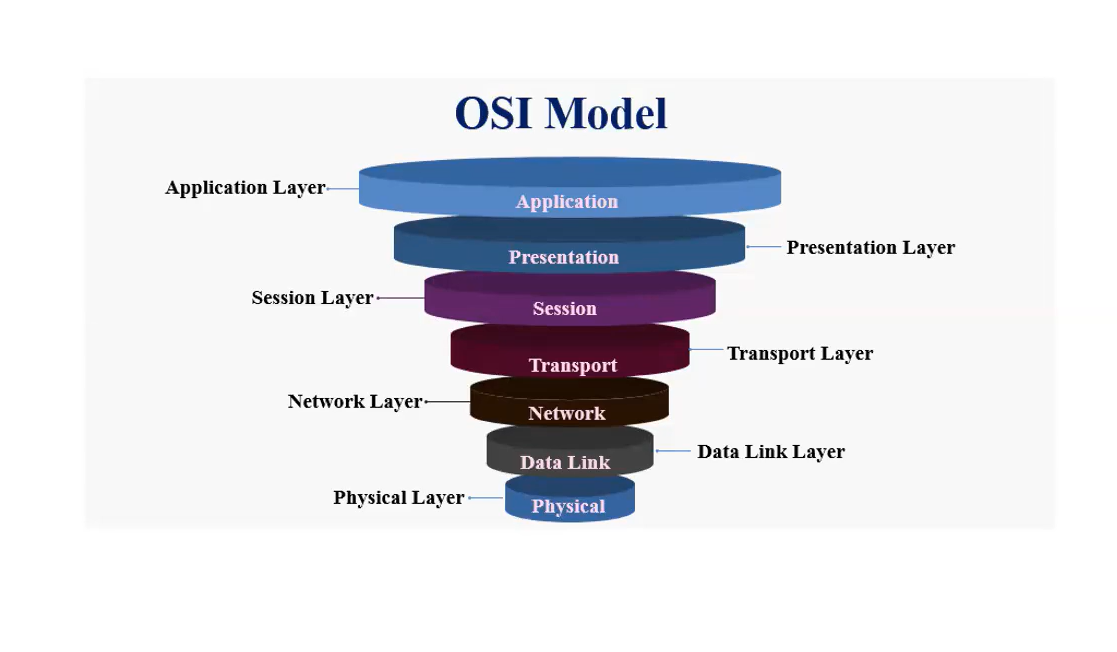 OSI Model
Application Layer
Application
Presentation
Presentation Layer
Session Layer
Session
Transport
Transport Layer
Network Layer
Network
Data Link
Data Link Layer
Physical Layer
Physical